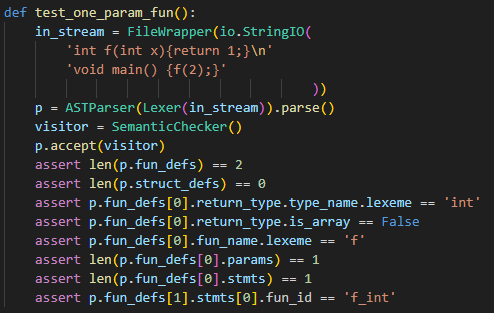 def test_one_param_fun():
    in_stream = FileWrapper(io.StringIO(
        'int f(int x){return 1;}\n'
        'void main() {f(2);}'
                                    ))
    p = ASTParser(Lexer(in_stream)).parse()
    visitor = SemanticChecker()
    p.accept(visitor)
    assert len(p.fun_defs) == 2
    assert len(p.struct_defs) == 0
    assert p.fun_defs[0].return_type.type_name.lexeme == 'int'
    assert p.fun_defs[0].return_type.is_array == False
    assert p.fun_defs[0].fun_name.lexeme == 'f'
    assert len(p.fun_defs[0].params) == 1
    assert len(p.fun_defs[0].stmts) == 1
    assert p.fun_defs[1].stmts[0].fun_id == 'f_int'